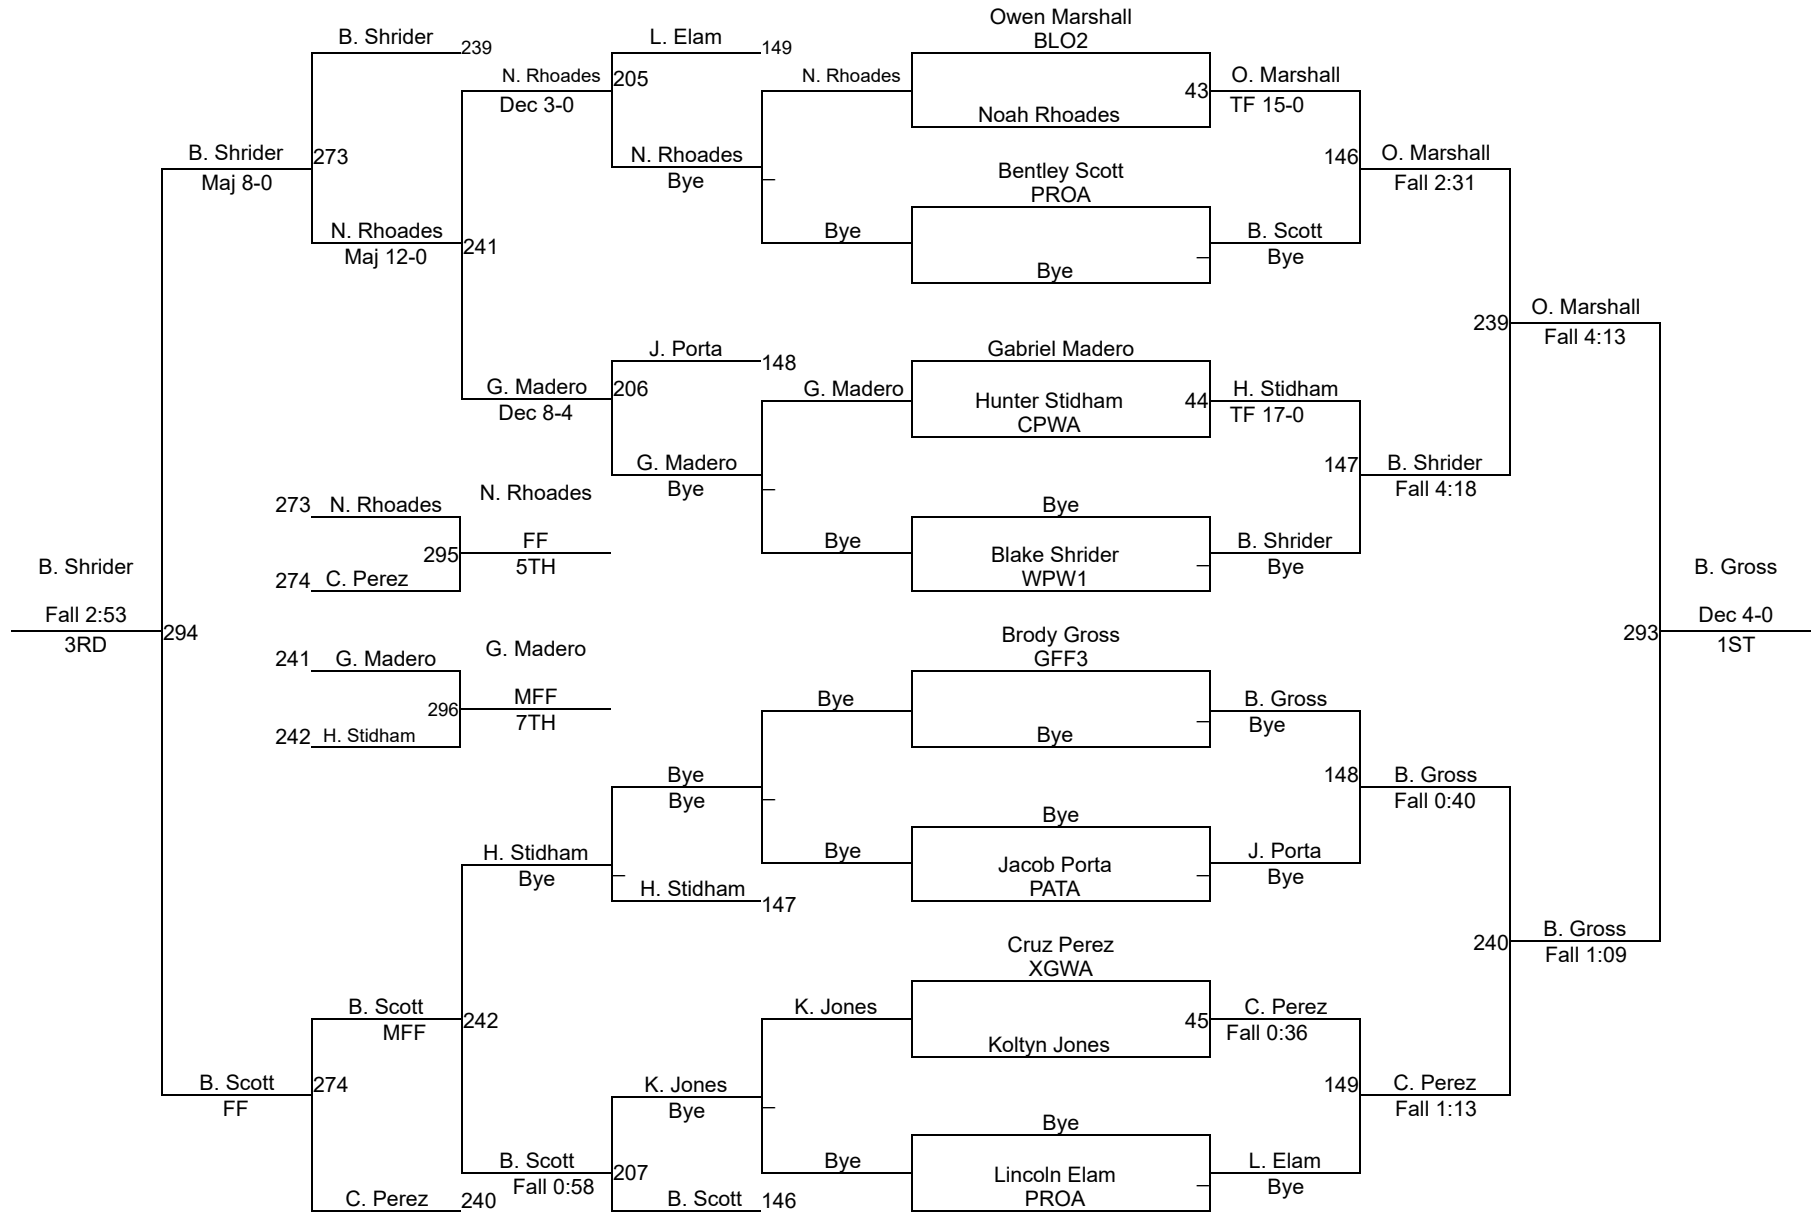 Owen Marshall
BLO2
B. Shrider
239
L. Elam
149
N. Rhoades
205
Dec 3-0
N. Rhoades
43
O. Marshall
TF 15-0
Noah Rhoades
B. Shrider
Maj 8-0
273
N. Rhoades
Bye
146
O. Marshall
Fall 2:31
Bentley Scott
PROA
N. Rhoades
Maj 12-0
241
Bye
B. Scott
Bye
Bye
O. Marshall
Fall 4:13
239
J. Porta
148
Gabriel Madero
G. Madero
Dec 8-4
206
G. Madero
Hunter Stidham
CPWA
44
H. Stidham
TF 17-0
G. Madero
Bye
147
B. Shrider
Fall 4:18
273
N. Rhoades
N. Rhoades
Bye
295
FF
5TH
Bye
Blake Shrider
WPW1
B. Shrider
Bye
274
C. Perez
B. Shrider
Fall 2:53
3RD
294
B. Gross
Dec 4-0
1ST
293
Brody Gross
GFF3
241
G. Madero
G. Madero
296
MFF
7TH
Bye
B. Gross
Bye
242
H. Stidham
Bye
Bye
Bye
148
B. Gross
Fall 0:40
Bye
H. Stidham
Bye
Bye
Jacob Porta
PATA
J. Porta
Bye
H. Stidham
147
B. Gross
Fall 1:09
240
Cruz Perez
XGWA
B. Scott
MFF
242
K. Jones
45
C. Perez
Fall 0:36
Koltyn Jones
B. Scott
FF
274
K. Jones
Bye
149
C. Perez
Fall 1:13
Bye
B. Scott
Fall 0:58
207
Bye
Lincoln Elam
PROA
L. Elam
Bye
C. Perez
240
B. Scott
146